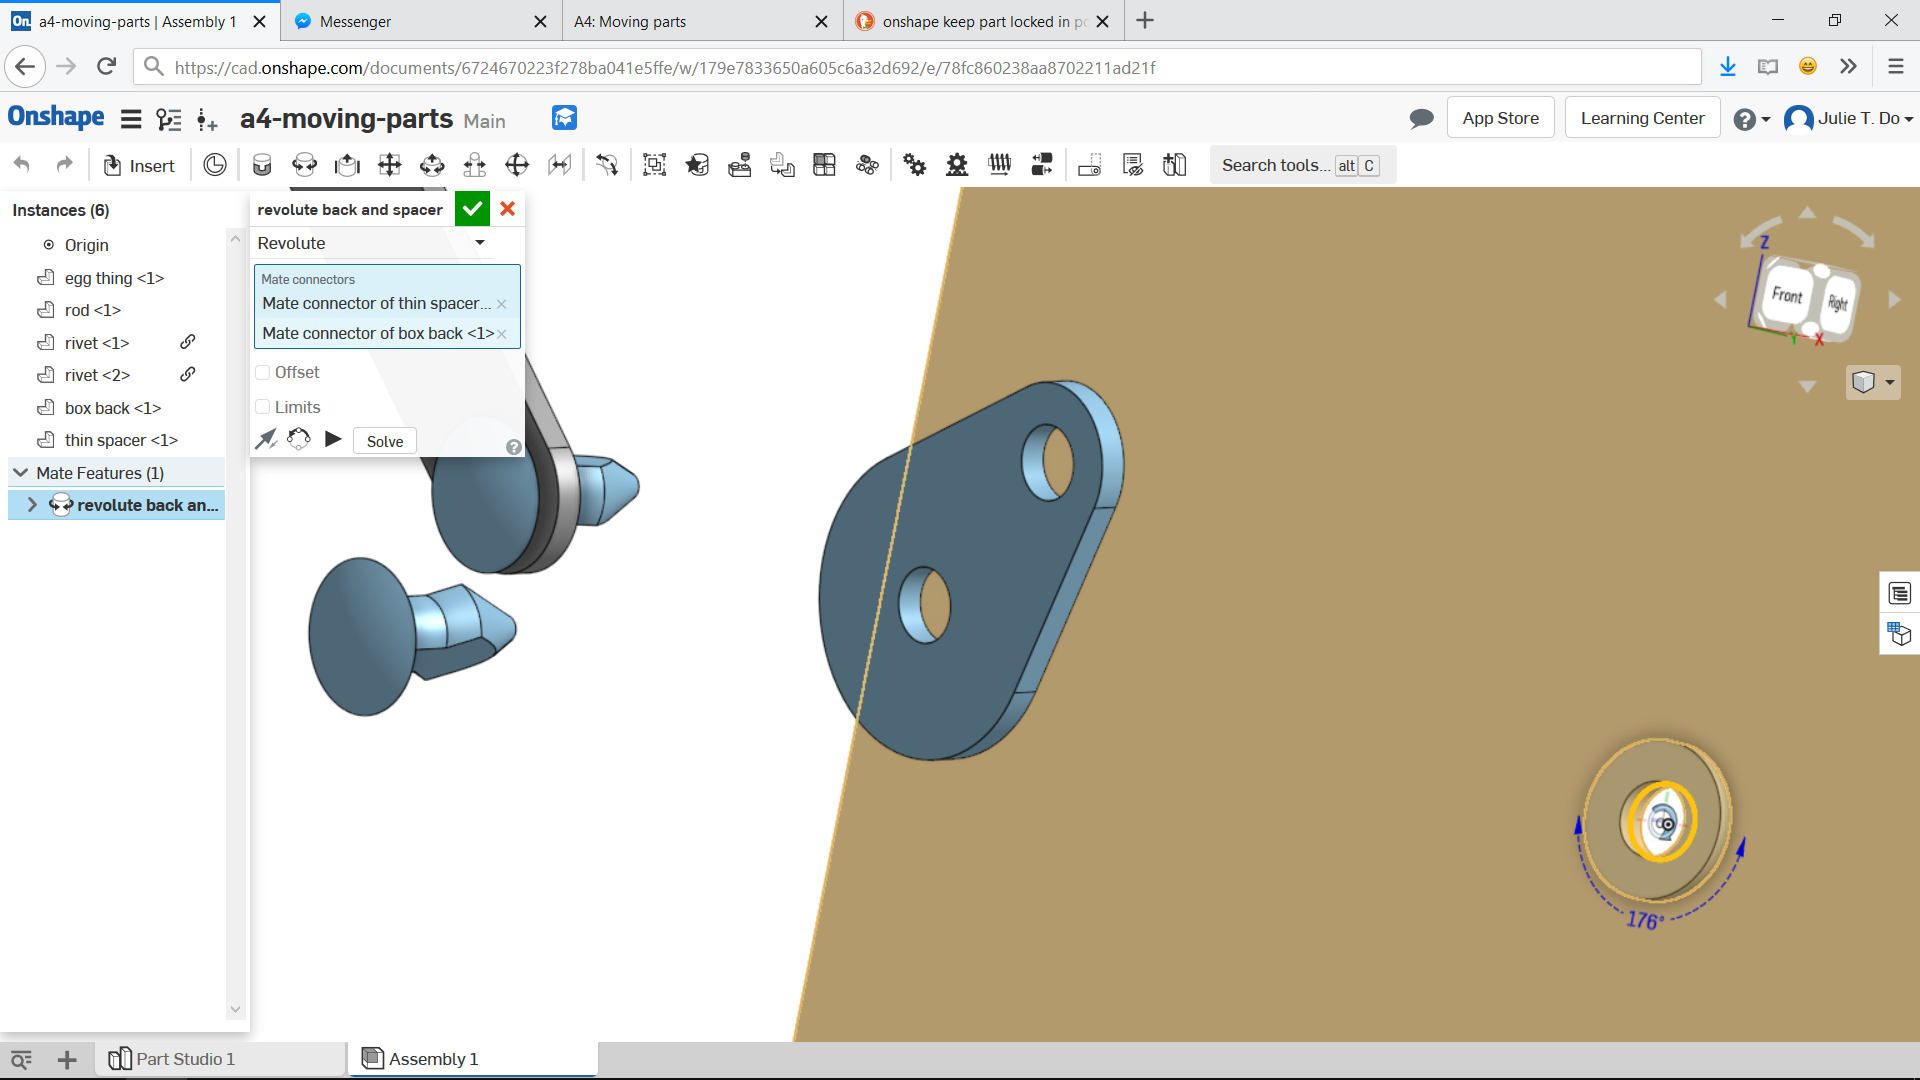 a4-moving-parts | Assembly 1
Messenger
A4: Moving parts
onshape keep part locked in po
https://cad.onshape.com/documents/6724670223f278ba041e5ffe/w/179e7833650a605c6a32d692/e/78fc860238aa8702211ad21f
Onshape
a4-moving-parts Main
App Store
Learning Center
Julie T. Do
Insert
Search tools... alt C
Instances (6)
Origin
egg thing <1>
rod <1>
rivet <1>
rivet <2>
box back <1>
thin spacer <1>
Mate Features (1)
revolute back an...
revolute back and spacer
Revolute
Mate connectors
Mate connector of thin spacer...
Mate connector of box back <1>
Offset
Limits
Solve
Z
Front
Right
Y
X
176°
Part Studio 1
Assembly 1